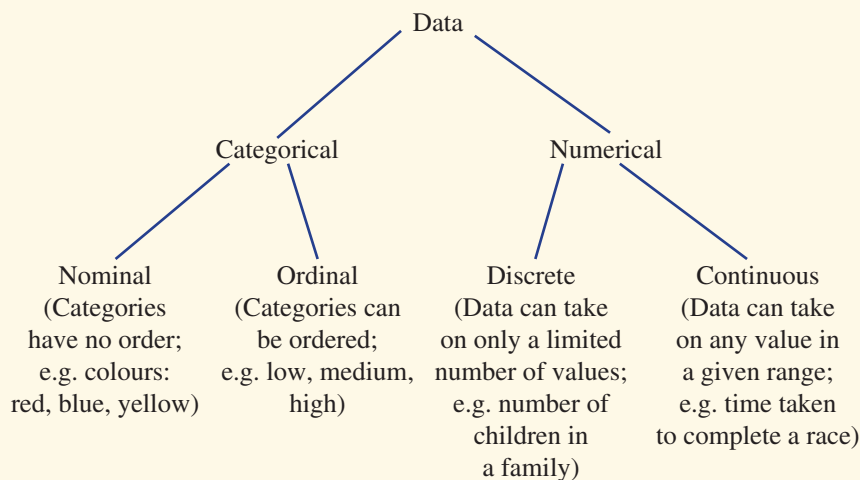 Data
Categorical
Numerical
Nominal
(Categories
have no order;
e.g. colours:
red, blue, yellow)
Ordinal
(Categories can
be ordered;
e.g. low, medium,
high)
Discrete
(Data can take
on only a limited
number of values;
e.g. number of
children in
a family)
Continuous
(Data can take
on any value in
a given range;
e.g. time taken
to complete a race)